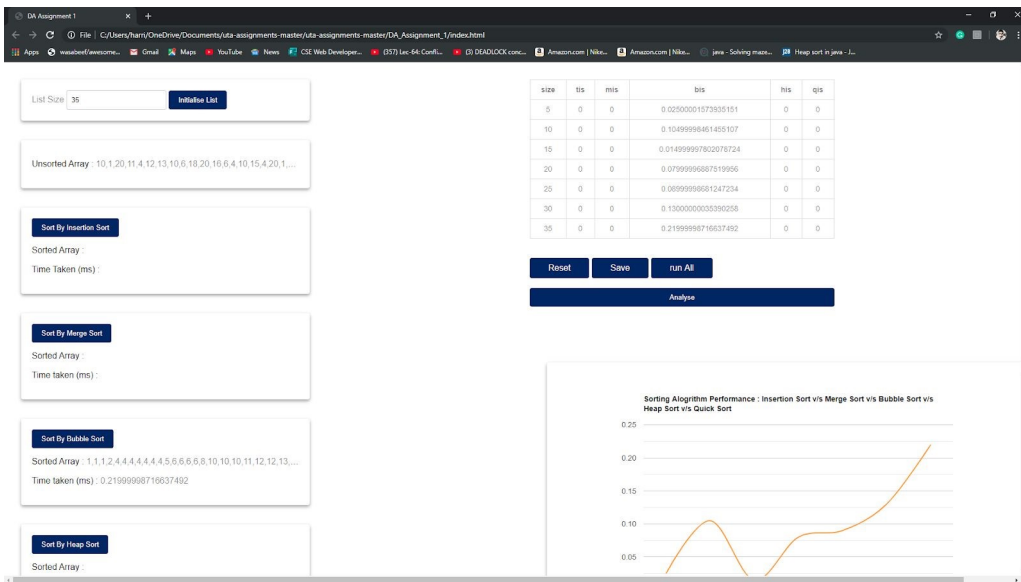 DA Assignment 1
File | C:/Users/harri/OneDrive/Documents/uta-assignments-master/uta-assignments-master/DA_Assignment_1/index.html
Apps wasabeef/awesome... Gmail Maps YouTube News CSE Web Developer... (357) Lec-64: Confli... (3) DEADLOCK conc... Amazon.com | Nike... Amazon.com | Nike... java - Solving maze... Heap sort in java - J...
List Size 35 Initialise List
Unsorted Array : 10,1,20,11,4,12,13,10,6,18,20,16,6,4,10,15,4,20,1,...
Sort By Insertion Sort
Sorted Array :
Time Taken (ms) :
Sort By Merge Sort
Sorted Array :
Time taken (ms) :
Sort By Bubble Sort
Sorted Array : 1,1,1,2,4,4,4,4,4,4,4,5,6,6,6,6,8,10,10,10,11,12,12,13,...
Time taken (ms) : 0.21999998716637492
Sort By Heap Sort
Sorted Array :
size tis mis bis his qis
5 0 0 0.02500001573935151 0 0
10 0 0 0.10499998461455107 0 0
15 0 0 0.014999997802078724 0 0
20 0 0 0.07999996887519956 0 0
25 0 0 0.08999998681247234 0 0
30 0 0 0.13000000035390258 0 0
35 0 0 0.21999998716637492 0 0
Reset Save run All
Analyse
Sorting Alogrithm Performance : Insertion Sort v/s Merge Sort v/s Bubble Sort v/s
Heap Sort v/s Quick Sort
0.25
0.20
0.15
0.10
0.05